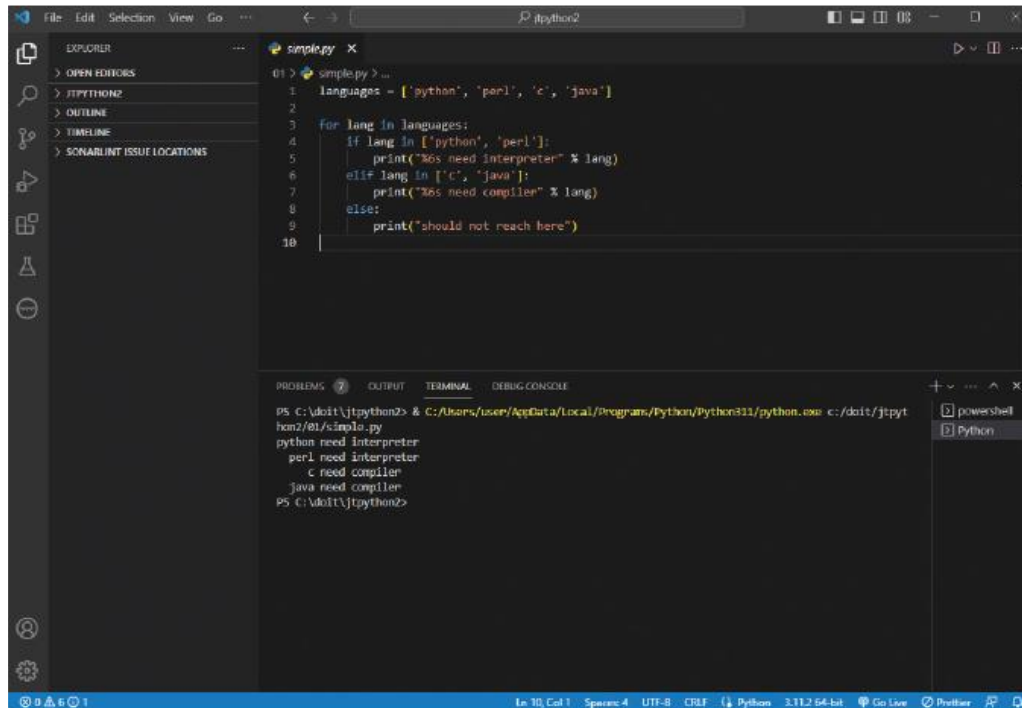 File Edit Selection View Go ···
jtpython2
EXPLORER ···
> OPEN EDITORS
> JTPYTHON2
> OUTLINE
> TIMELINE
> SONARLINT ISSUE LOCATIONS
simple.py ×
01 > simple.py > ...
1 languages = ['python', 'perl', 'c', 'java']
2
3 for lang in languages:
4     if lang in ['python', 'perl']:
5         print("%6s need interpreter" % lang)
6     elif lang in ['c', 'java']:
7         print("%6s need compiler" % lang)
8     else:
9         print("should not reach here")
10
PROBLEMS 7 OUTPUT TERMINAL DEBUG CONSOLE
PS C:\doit\jtpython2> & C:/Users/user/AppData/Local/Programs/Python/Python311/python.exe c:/doit/jtpyt
hon2/01/simple.py
python need interpreter
  perl need interpreter
     c need compiler
  java need compiler
PS C:\doit\jtpython2>
powershell
Python
0 6 1
Ln 10, Col 1 Spaces: 4 UTF-8 CRLF Python 3.11.2 64-bit Go Live Prettier